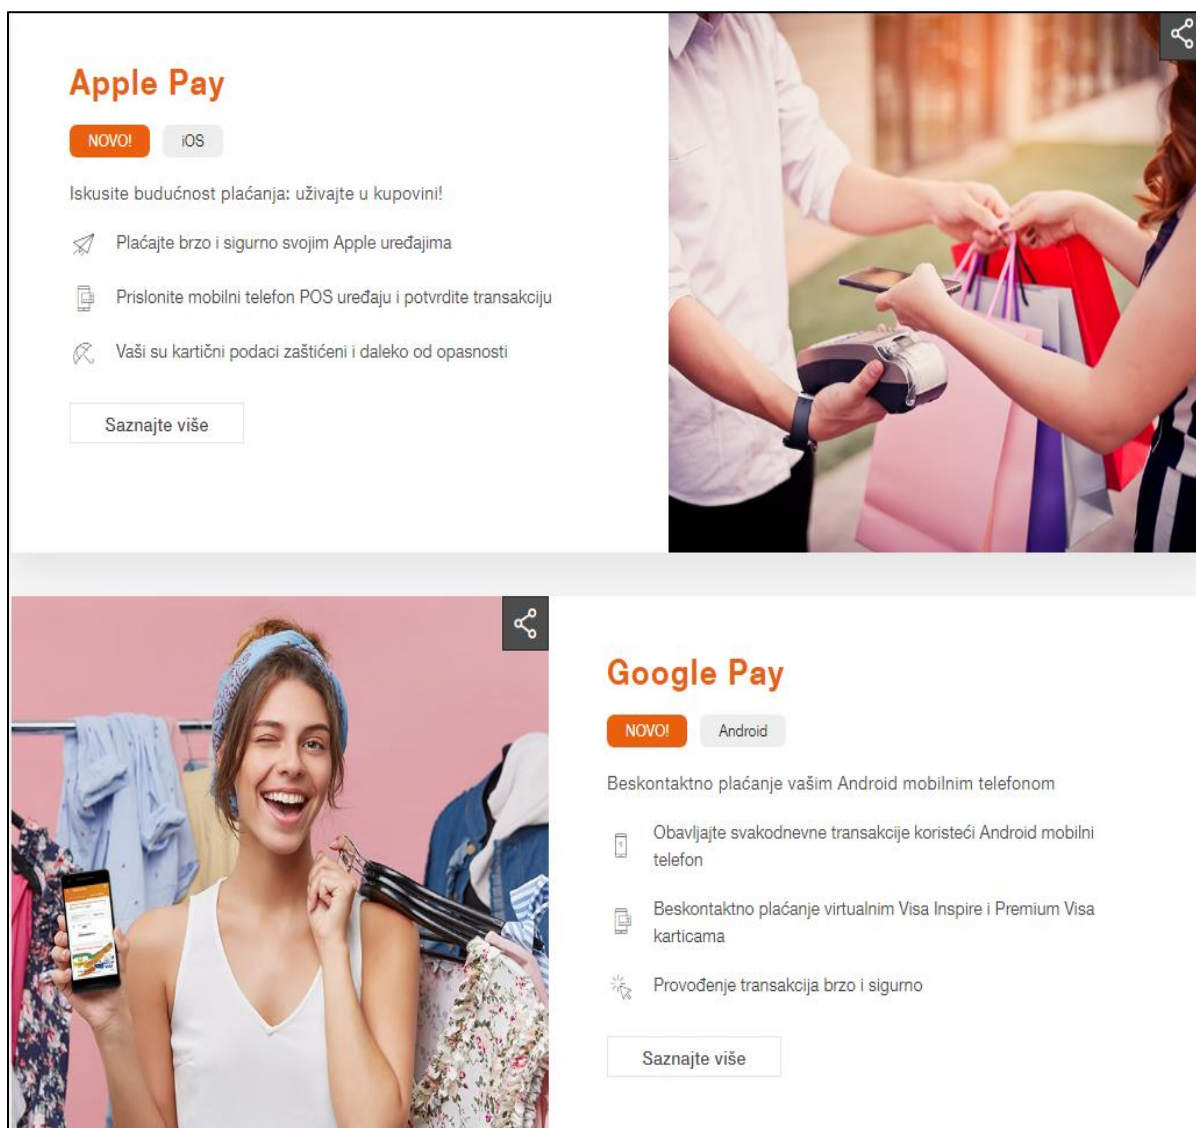 Apple Pay
NOVO!
iOS
Iskusite budućnost plaćanja: uživajte u kupovini!
Plaćajte brzo i sigurno svojim Apple uređajima
Prislonite mobilni telefon POS uređaju i potvrdite transakciju
Vaši su kartični podaci zaštićeni i daleko od opasnosti
Saznajte više
Google Pay
NOVO!
Android
Beskontaktno plaćanje vašim Android mobilnim telefonom
Obavljajte svakodnevne transakcije koristeći Android mobilni
telefon
Beskontaktno plaćanje virtualnim Visa Inspire i Premium Visa
karticama
Provođenje transakcija brzo i sigurno
Saznajte više